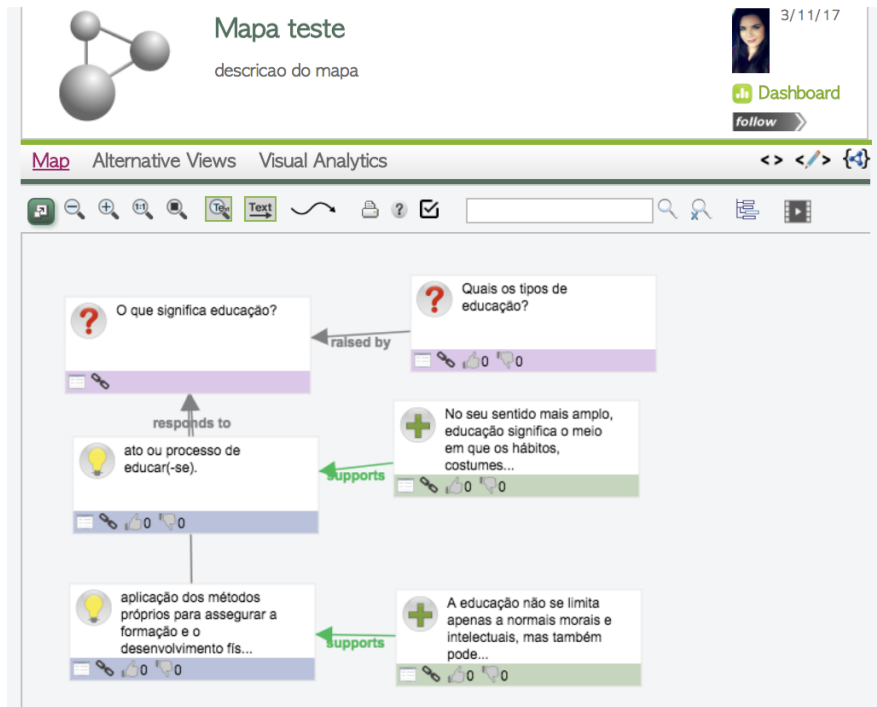 Mapa teste
descricao do mapa
3/11/17
Dashboard
follow
Map Alternative Views Visual Analytics
< > < > { }
1:1 Text Text ?
O que significa educação?
Quais os tipos de
educação?
raised by
0 0
responds to
ato ou processo de
educar(-se).
0 0
No seu sentido mais amplo,
educação significa o meio
em que os hábitos,
costumes...
supports
0 0
aplicação dos métodos
próprios para assegurar a
formação e o
desenvolvimento fís...
0 0
A educação não se limita
apenas a normais morais e
intelectuais, mas também
pode...
supports
0 0